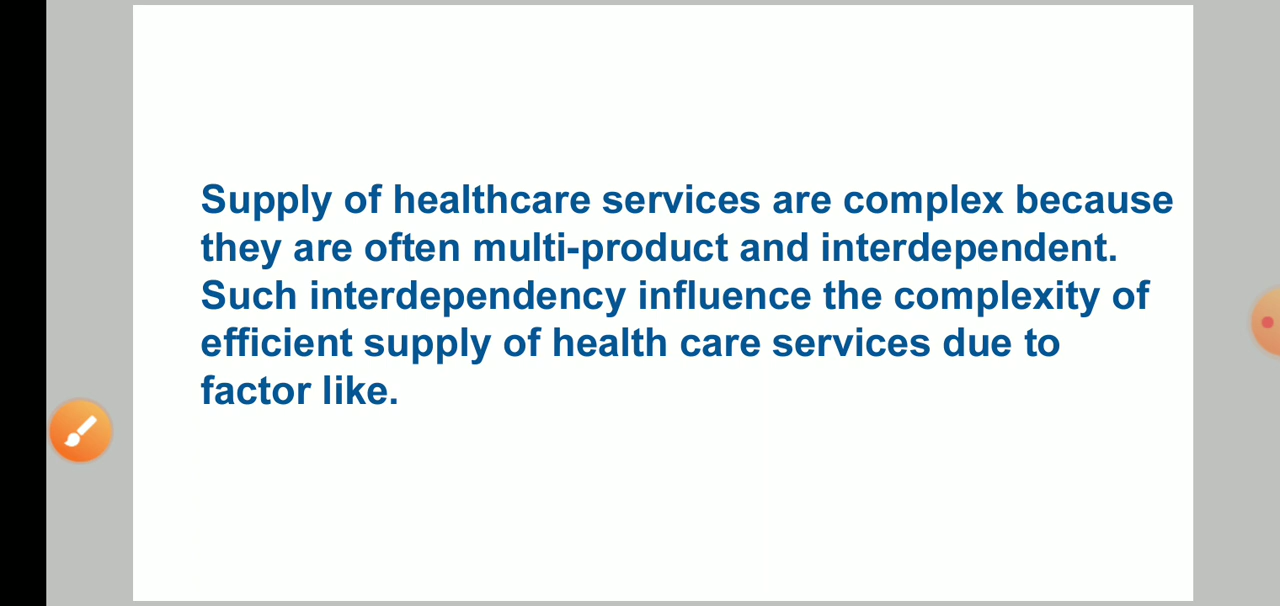 Supply of healthcare services are complex because
they are often multi-product and interdependent.
Such interdependency influence the complexity of
efficient supply of health care services due to
factor like.